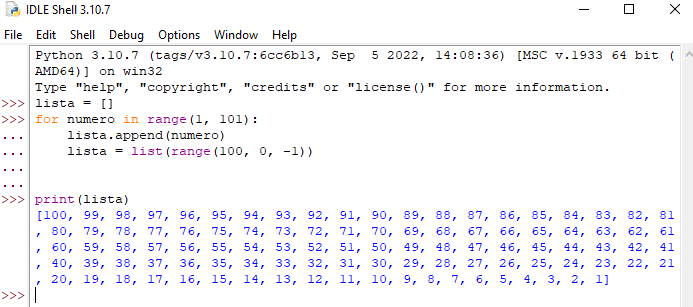 IDLE Shell 3.10.7
File Edit Shell Debug Options Window Help
Python 3.10.7 (tags/v3.10.7:6cc6b13, Sep  5 2022, 14:08:36) [MSC v.1933 64 bit (
AMD64)] on win32
Type "help", "copyright", "credits" or "license()" for more information.
>>> lista = []
>>> for numero in range(1, 101):
...     lista.append(numero)
...     lista = list(range(100, 0, -1))
...
...
>>> print(lista)
[100, 99, 98, 97, 96, 95, 94, 93, 92, 91, 90, 89, 88, 87, 86, 85, 84, 83, 82, 81
, 80, 79, 78, 77, 76, 75, 74, 73, 72, 71, 70, 69, 68, 67, 66, 65, 64, 63, 62, 61
, 60, 59, 58, 57, 56, 55, 54, 53, 52, 51, 50, 49, 48, 47, 46, 45, 44, 43, 42, 41
, 40, 39, 38, 37, 36, 35, 34, 33, 32, 31, 30, 29, 28, 27, 26, 25, 24, 23, 22, 21
, 20, 19, 18, 17, 16, 15, 14, 13, 12, 11, 10, 9, 8, 7, 6, 5, 4, 3, 2, 1]
>>>